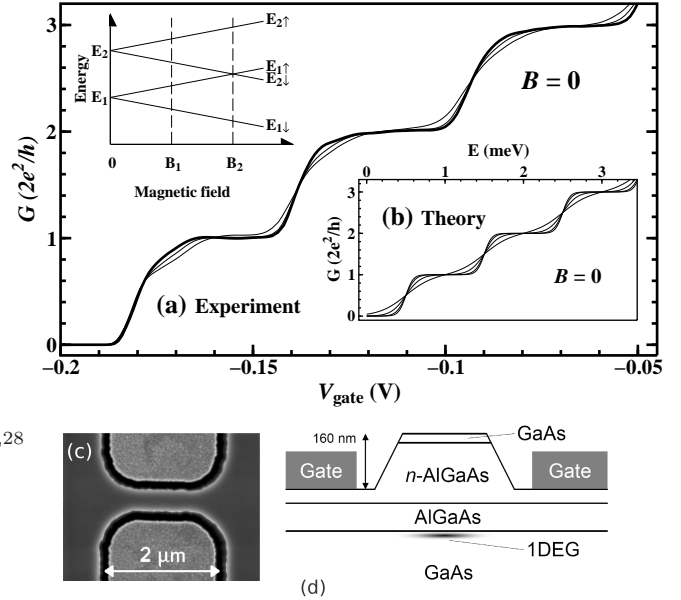 3
2
1
0
G (2e²/h)
−0.2
−0.15
−0.1
−0.05
V_gate (V)
(a) Experiment
B = 0
Energy
E₂
E₁
E₂↑
E₁↑
E₂↓
E₁↓
0
B₁
B₂
Magnetic field
E (meV)
0
1
2
3
(b) Theory
G (2e²/h)
3
2
1
0
B = 0
,28
(c)
2 µm
160 nm
GaAs
Gate
n-AlGaAs
Gate
AlGaAs
1DEG
GaAs
(d)